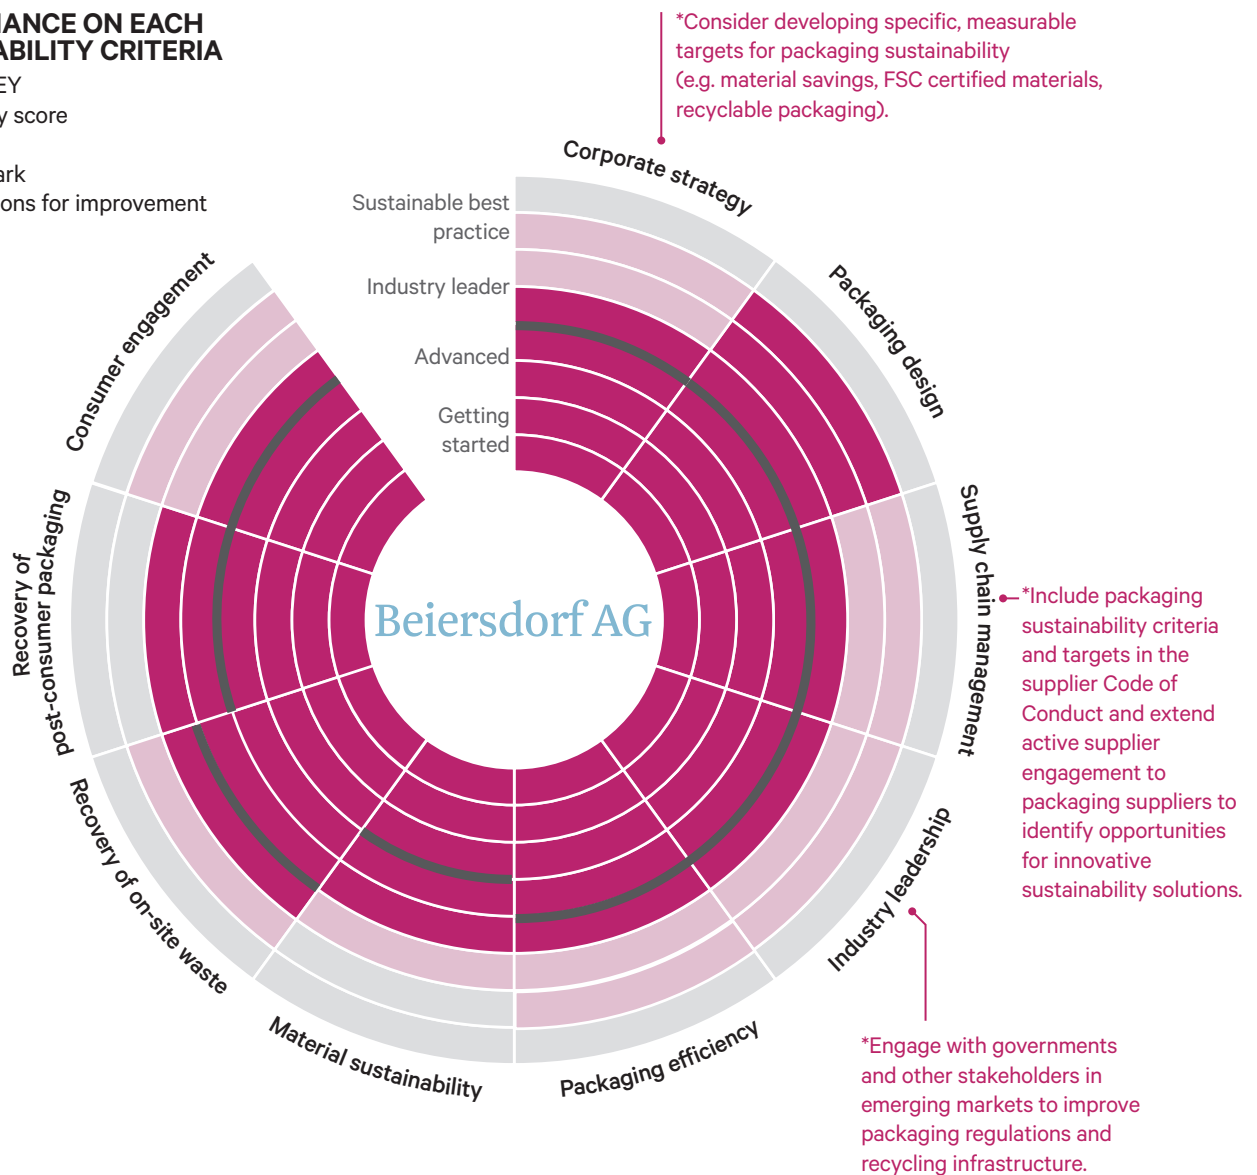 MANCE ON EACH
ABILITY CRITERIA
EY
y score
ark
ons for improvement
*Consider developing specific, measurable
targets for packaging sustainability
(e.g. material savings, FSC certified materials,
recyclable packaging).
Corporate strategy
Sustainable best
practice
Industry leader
Advanced
Getting
started
Packaging design
Consumer engagement
Supply chain management
Recovery of
post-consumer packaging
Beiersdorf AG
*Include packaging
sustainability criteria
and targets in the
supplier Code of
Conduct and extend
active supplier
engagement to
packaging suppliers to
identify opportunities
for innovative
sustainability solutions.
Recovery of on-site waste
Industry leadership
Material sustainability
Packaging efficiency
*Engage with governments
and other stakeholders in
emerging markets to improve
packaging regulations and
recycling infrastructure.